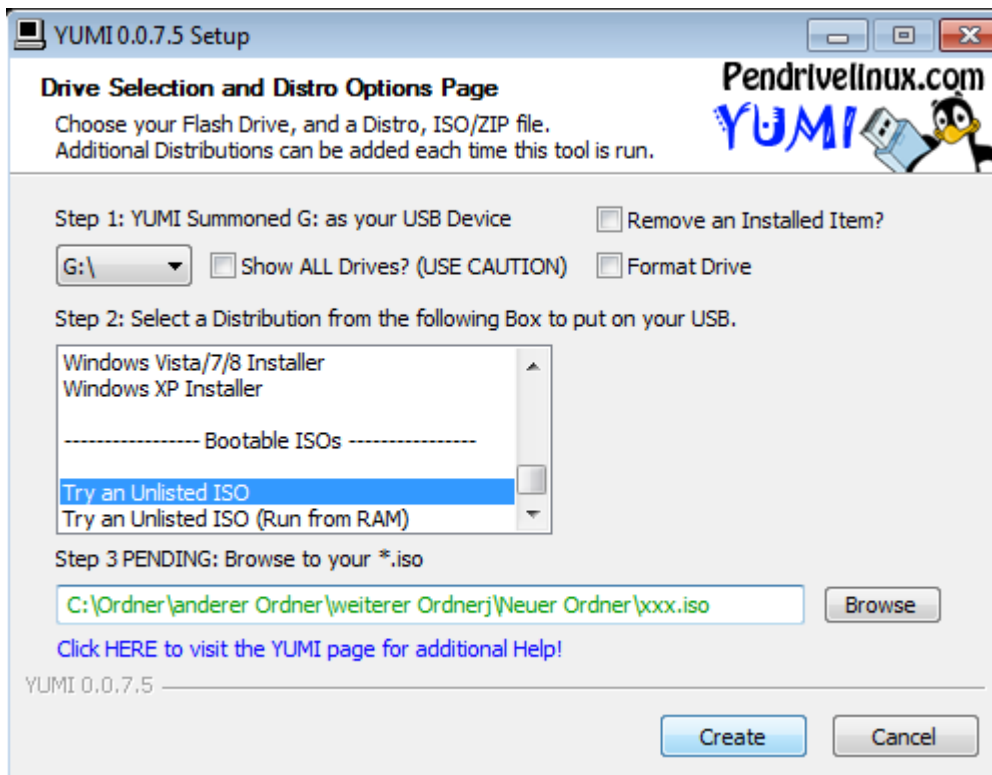 YUMI 0.0.7.5 Setup
Drive Selection and Distro Options Page
Choose your Flash Drive, and a Distro, ISO/ZIP file.
Additional Distributions can be added each time this tool is run.
Pendrivelinux.com
YUMI
Step 1: YUMI Summoned G: as your USB Device
Remove an Installed Item?
G:\
Show ALL Drives? (USE CAUTION)
Format Drive
Step 2: Select a Distribution from the following Box to put on your USB.
Windows Vista/7/8 Installer
Windows XP Installer
----------------- Bootable ISOs ----------------
Try an Unlisted ISO
Try an Unlisted ISO (Run from RAM)
Step 3 PENDING: Browse to your *.iso
C:\Ordner\anderer Ordner\weiterer Ordnerj\Neuer Ordner\xxx.iso
Browse
Click HERE to visit the YUMI page for additional Help!
YUMI 0.0.7.5
Create
Cancel